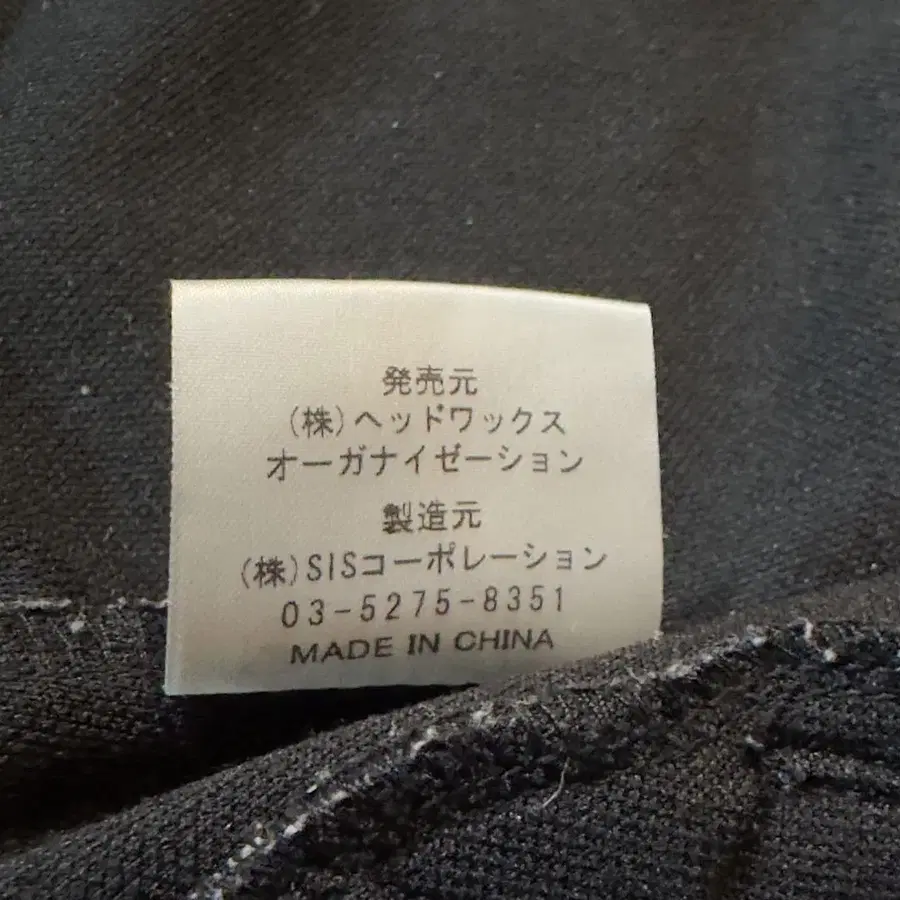 発売元
(株)ヘッドワックス
オーガナイゼーション
製造元
(株)SISコーポレーション
03-5275-8351
MADE IN CHINA